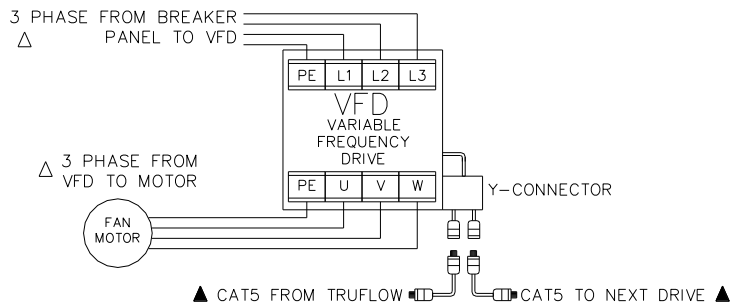 3 PHASE FROM BREAKER
PANEL TO VFD
PE L1 L2 L3
VFD
VARIABLE
FREQUENCY
DRIVE
3 PHASE FROM
VFD TO MOTOR
PE U V W
Y-CONNECTOR
FAN
MOTOR
CAT5 FROM TRUFLOW
CAT5 TO NEXT DRIVE